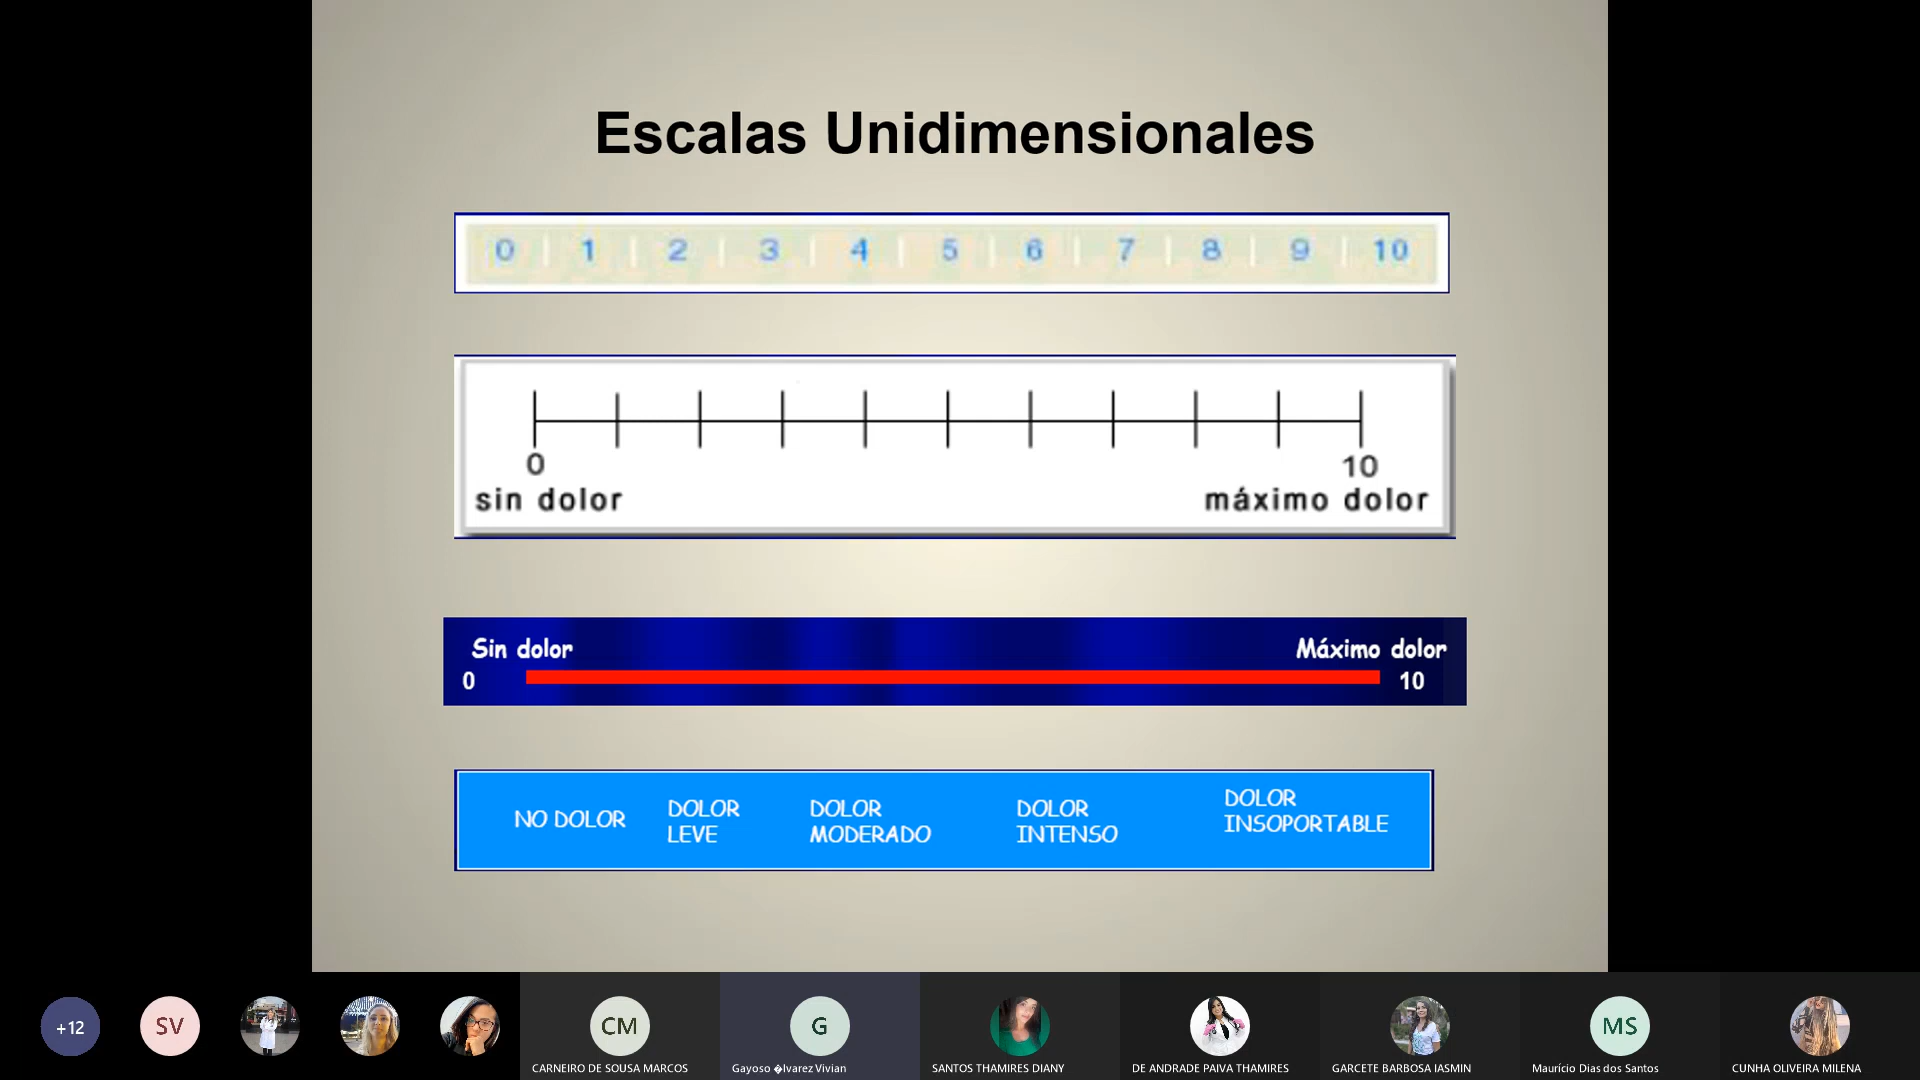 Escalas Unidimensionales
0 1 2 3 4 5 6 7 8 9 10
0 10
sin dolor máximo dolor
Sin dolor Máximo dolor
0 10
NO DOLOR DOLOR LEVE DOLOR MODERADO DOLOR INTENSO DOLOR INSOPORTABLE
+12 SV CM G MS
CARNEIRO DE SOUSA MARCOS Gayoso �lvarez Vivian SANTOS THAMIRES DIANY DE ANDRADE PAIVA THAMIRES GARCETE BARBOSA IASMIN Maurício Dias dos Santos CUNHA OLIVEIRA MILENA